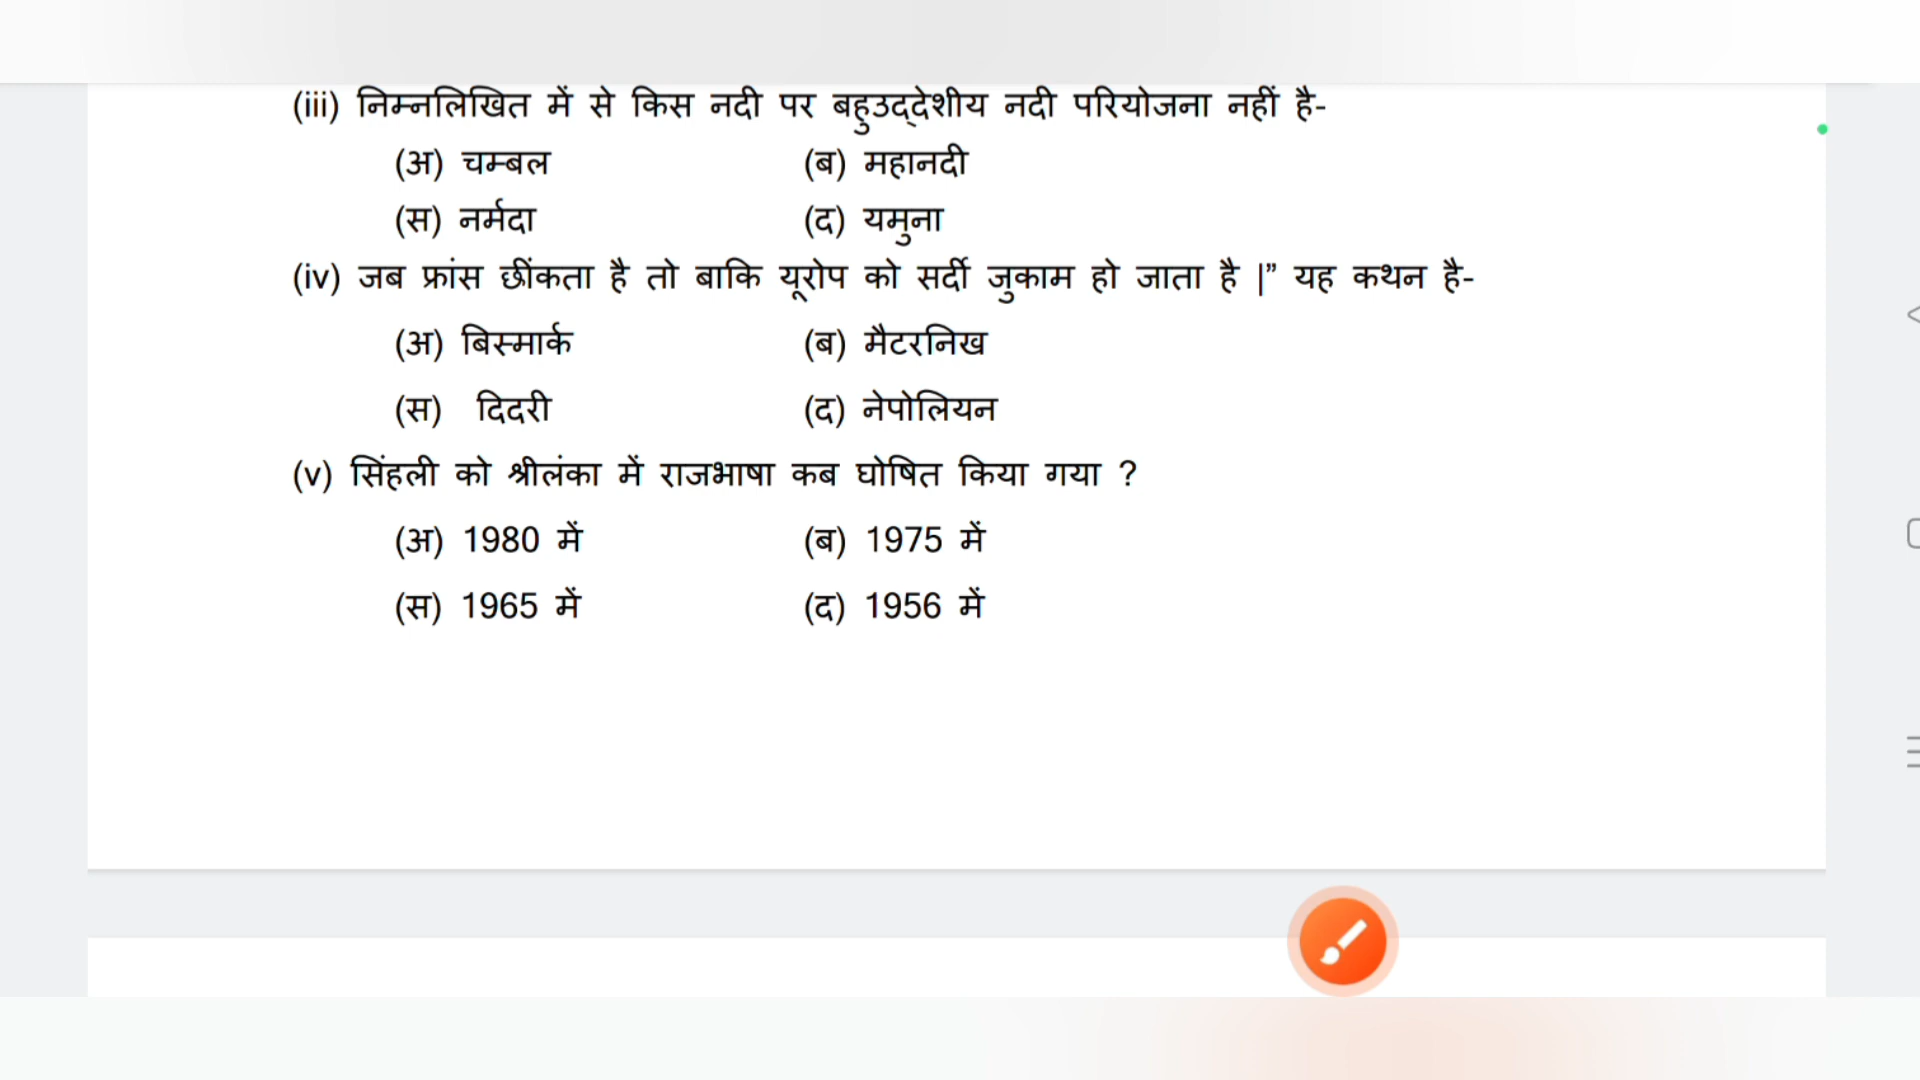 (iii) निम्नलिखित में से किस नदी पर बहुउद्देशीय नदी परियोजना नहीं है-
(अ) चम्बल (ब) महानदी
(स) नर्मदा (द) यमुना
(iv) जब फ्रांस छींकता है तो बाकि यूरोप को सर्दी जुकाम हो जाता है |” यह कथन है-
(अ) बिस्मार्क (ब) मैटरनिख
(स) दिदरी (द) नेपोलियन
(v) सिंहली को श्रीलंका में राजभाषा कब घोषित किया गया ?
(अ) 1980 में (ब) 1975 में
(स) 1965 में (द) 1956 में